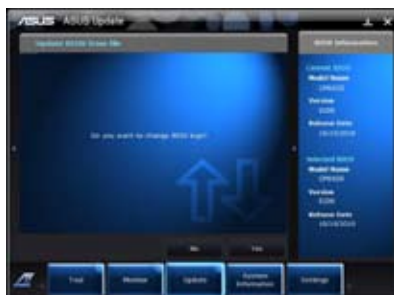 ASUS ASUS Update
Update BIOS from file
BIOS Information
Current BIOS
Model Name
Version
Release Date
Do you want to change BIOS logo?
Selected BIOS
Model Name
Version
Release Date
No
Yes
Tool
Monitor
Update
System
Information
Settings